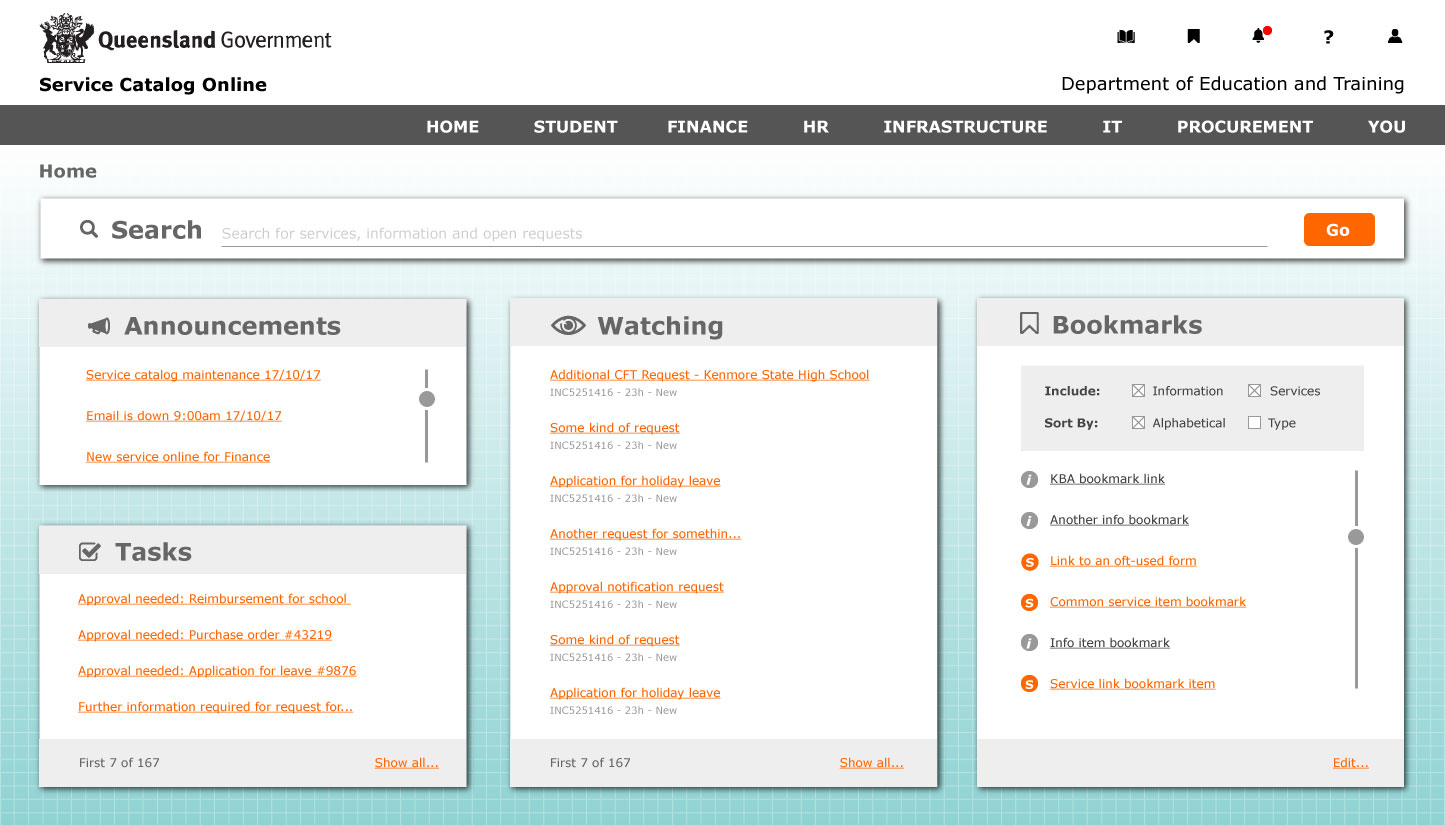 Queensland Government
Service Catalog Online
?
Department of Education and Training
HOME STUDENT FINANCE HR INFRASTRUCTURE IT PROCUREMENT YOU
Home
Search
Search for services, information and open requests
Go
Announcements
Service catalog maintenance 17/10/17
Email is down 9:00am 17/10/17
New service online for Finance
Tasks
Approval needed: Reimbursement for school
Approval needed: Purchase order #43219
Approval needed: Application for leave #9876
Further information required for request for...
First 7 of 167 Show all...
Watching
Additional CFT Request - Kenmore State High School
INC5251416 - 23h - New
Some kind of request
INC5251416 - 23h - New
Application for holiday leave
INC5251416 - 23h - New
Another request for somethin...
INC5251416 - 23h - New
Approval notification request
INC5251416 - 23h - New
Some kind of request
INC5251416 - 23h - New
Application for holiday leave
INC5251416 - 23h - New
First 7 of 167 Show all...
Bookmarks
Include: Information Services
Sort By: Alphabetical Type
i KBA bookmark link
i Another info bookmark
S Link to an oft-used form
S Common service item bookmark
i Info item bookmark
S Service link bookmark item
Edit...